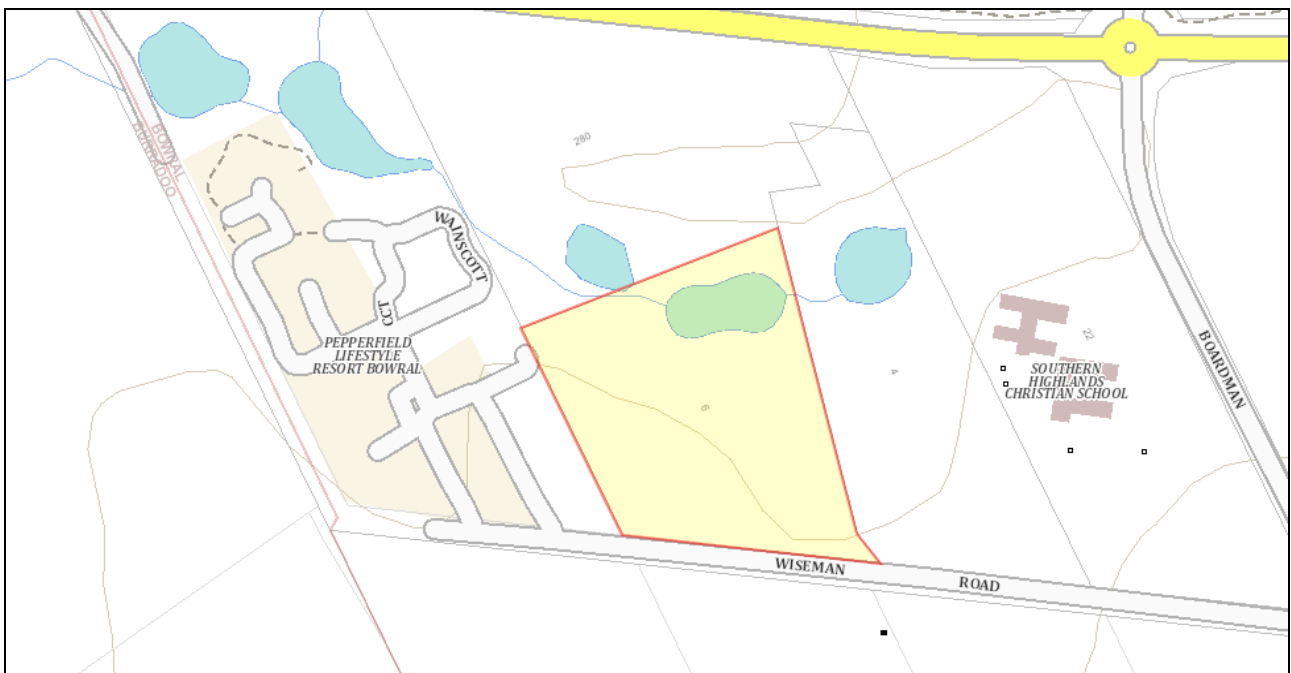 BOWRAL
BURRADOO
280
WAINSCOTT
CCT
PEPPERFIELD
LIFESTYLE
RESORT BOWRAL
22
SOUTHERN
HIGHLANDS
CHRISTIAN SCHOOL
BOARDMAN
4
6
WISEMAN
ROAD